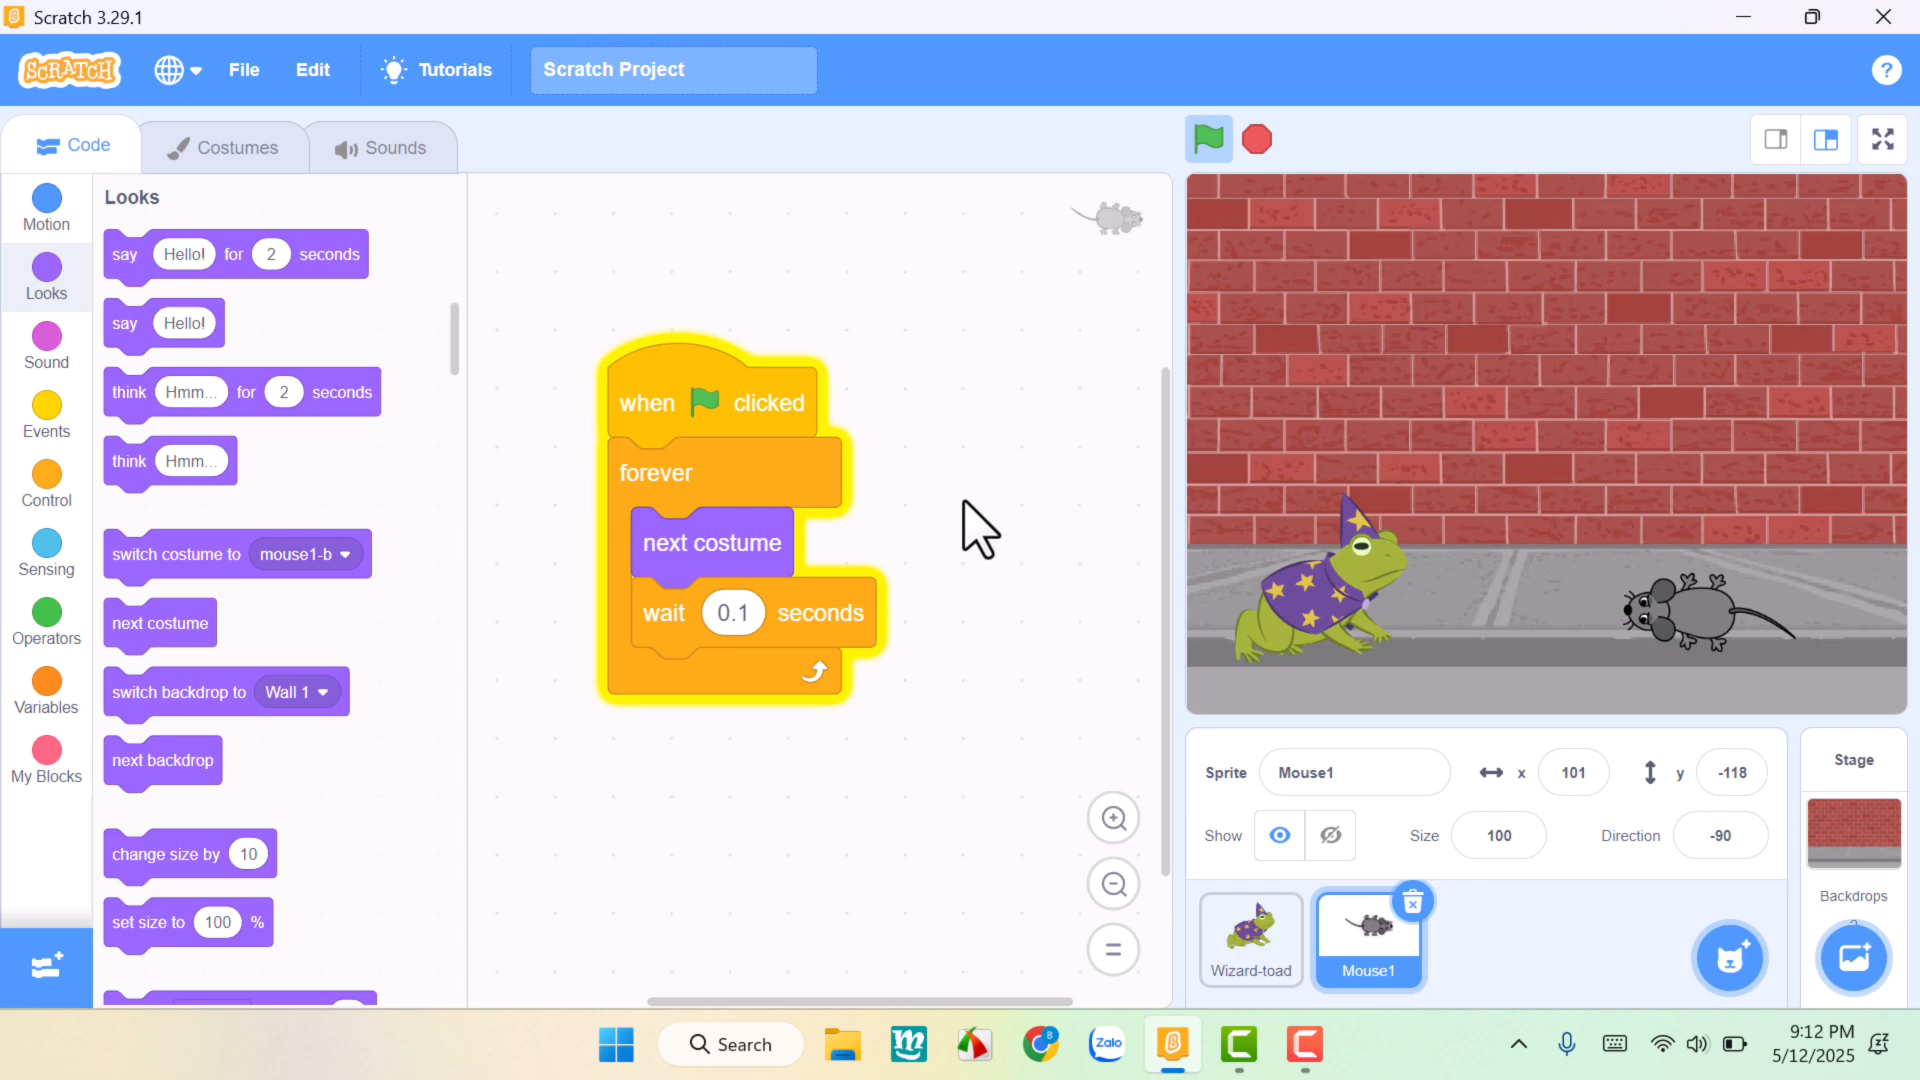 Scratch 3.29.1
SCRATCH
File
Edit
Tutorials
Scratch Project
?
Code
Costumes
Sounds
Motion
Looks
Sound
Events
Control
Sensing
Operators
Variables
My Blocks
Looks
say Hello! for 2 seconds
say Hello!
think Hmm... for 2 seconds
think Hmm...
switch costume to mouse1-b
next costume
switch backdrop to Wall 1
next backdrop
change size by 10
set size to 100 %
when clicked
forever
next costume
wait 0.1 seconds
Sprite Mouse1 x 101 y -118
Show Size 100 Direction -90
Wizard-toad
Mouse1
Stage
Backdrops
Search
Zalo
9:12 PM
5/12/2025